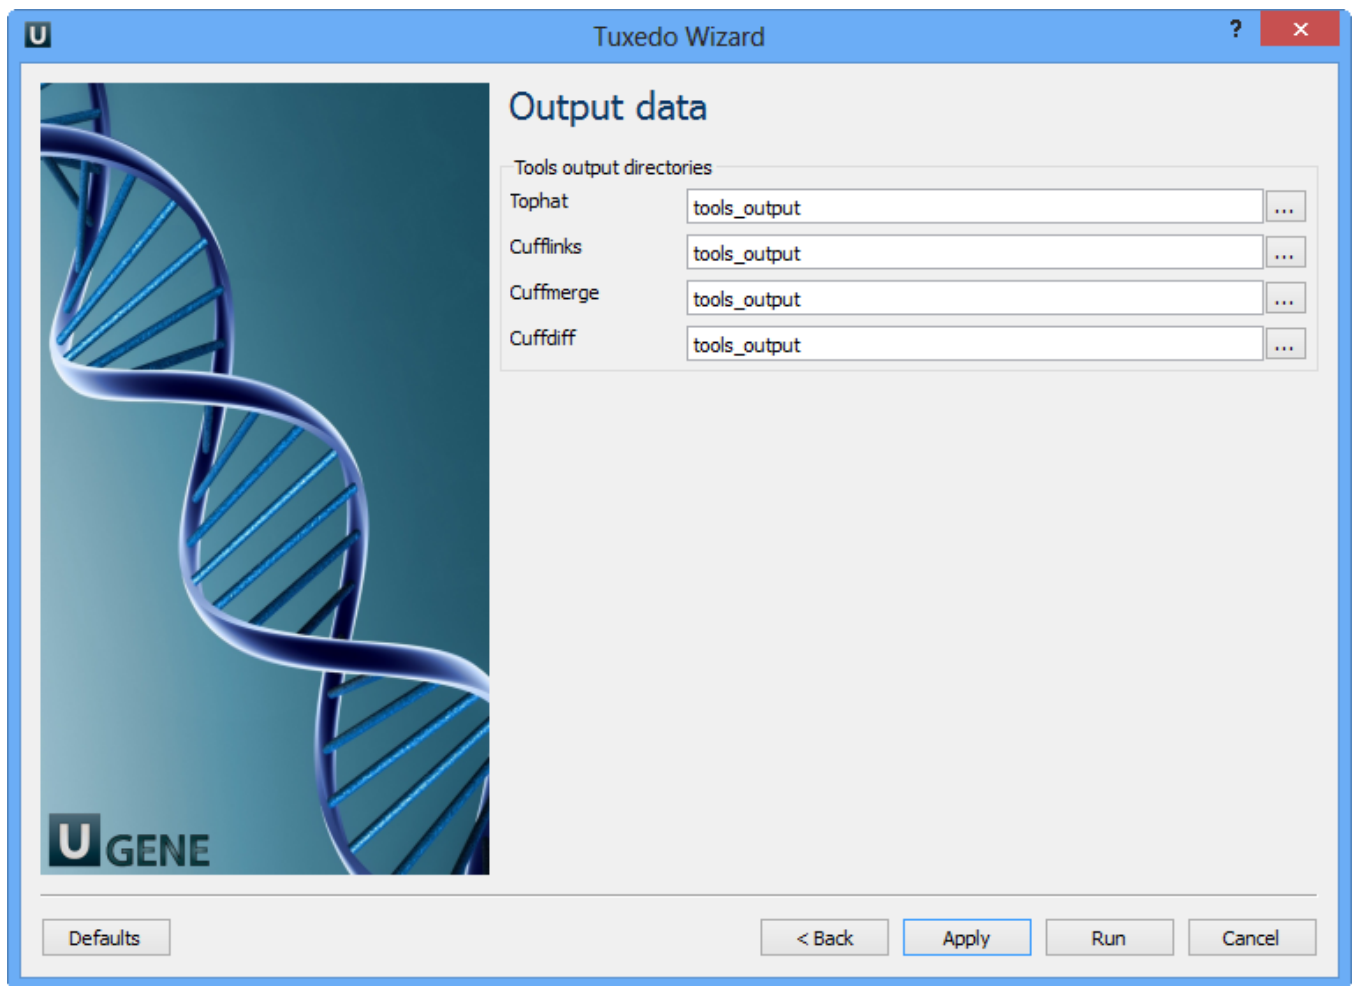 U
Tuxedo Wizard
?
Output data
Tools output directories
Tophat tools_output ...
Cufflinks tools_output ...
Cuffmerge tools_output ...
Cuffdiff tools_output ...
U GENE
Defaults < Back Apply Run Cancel